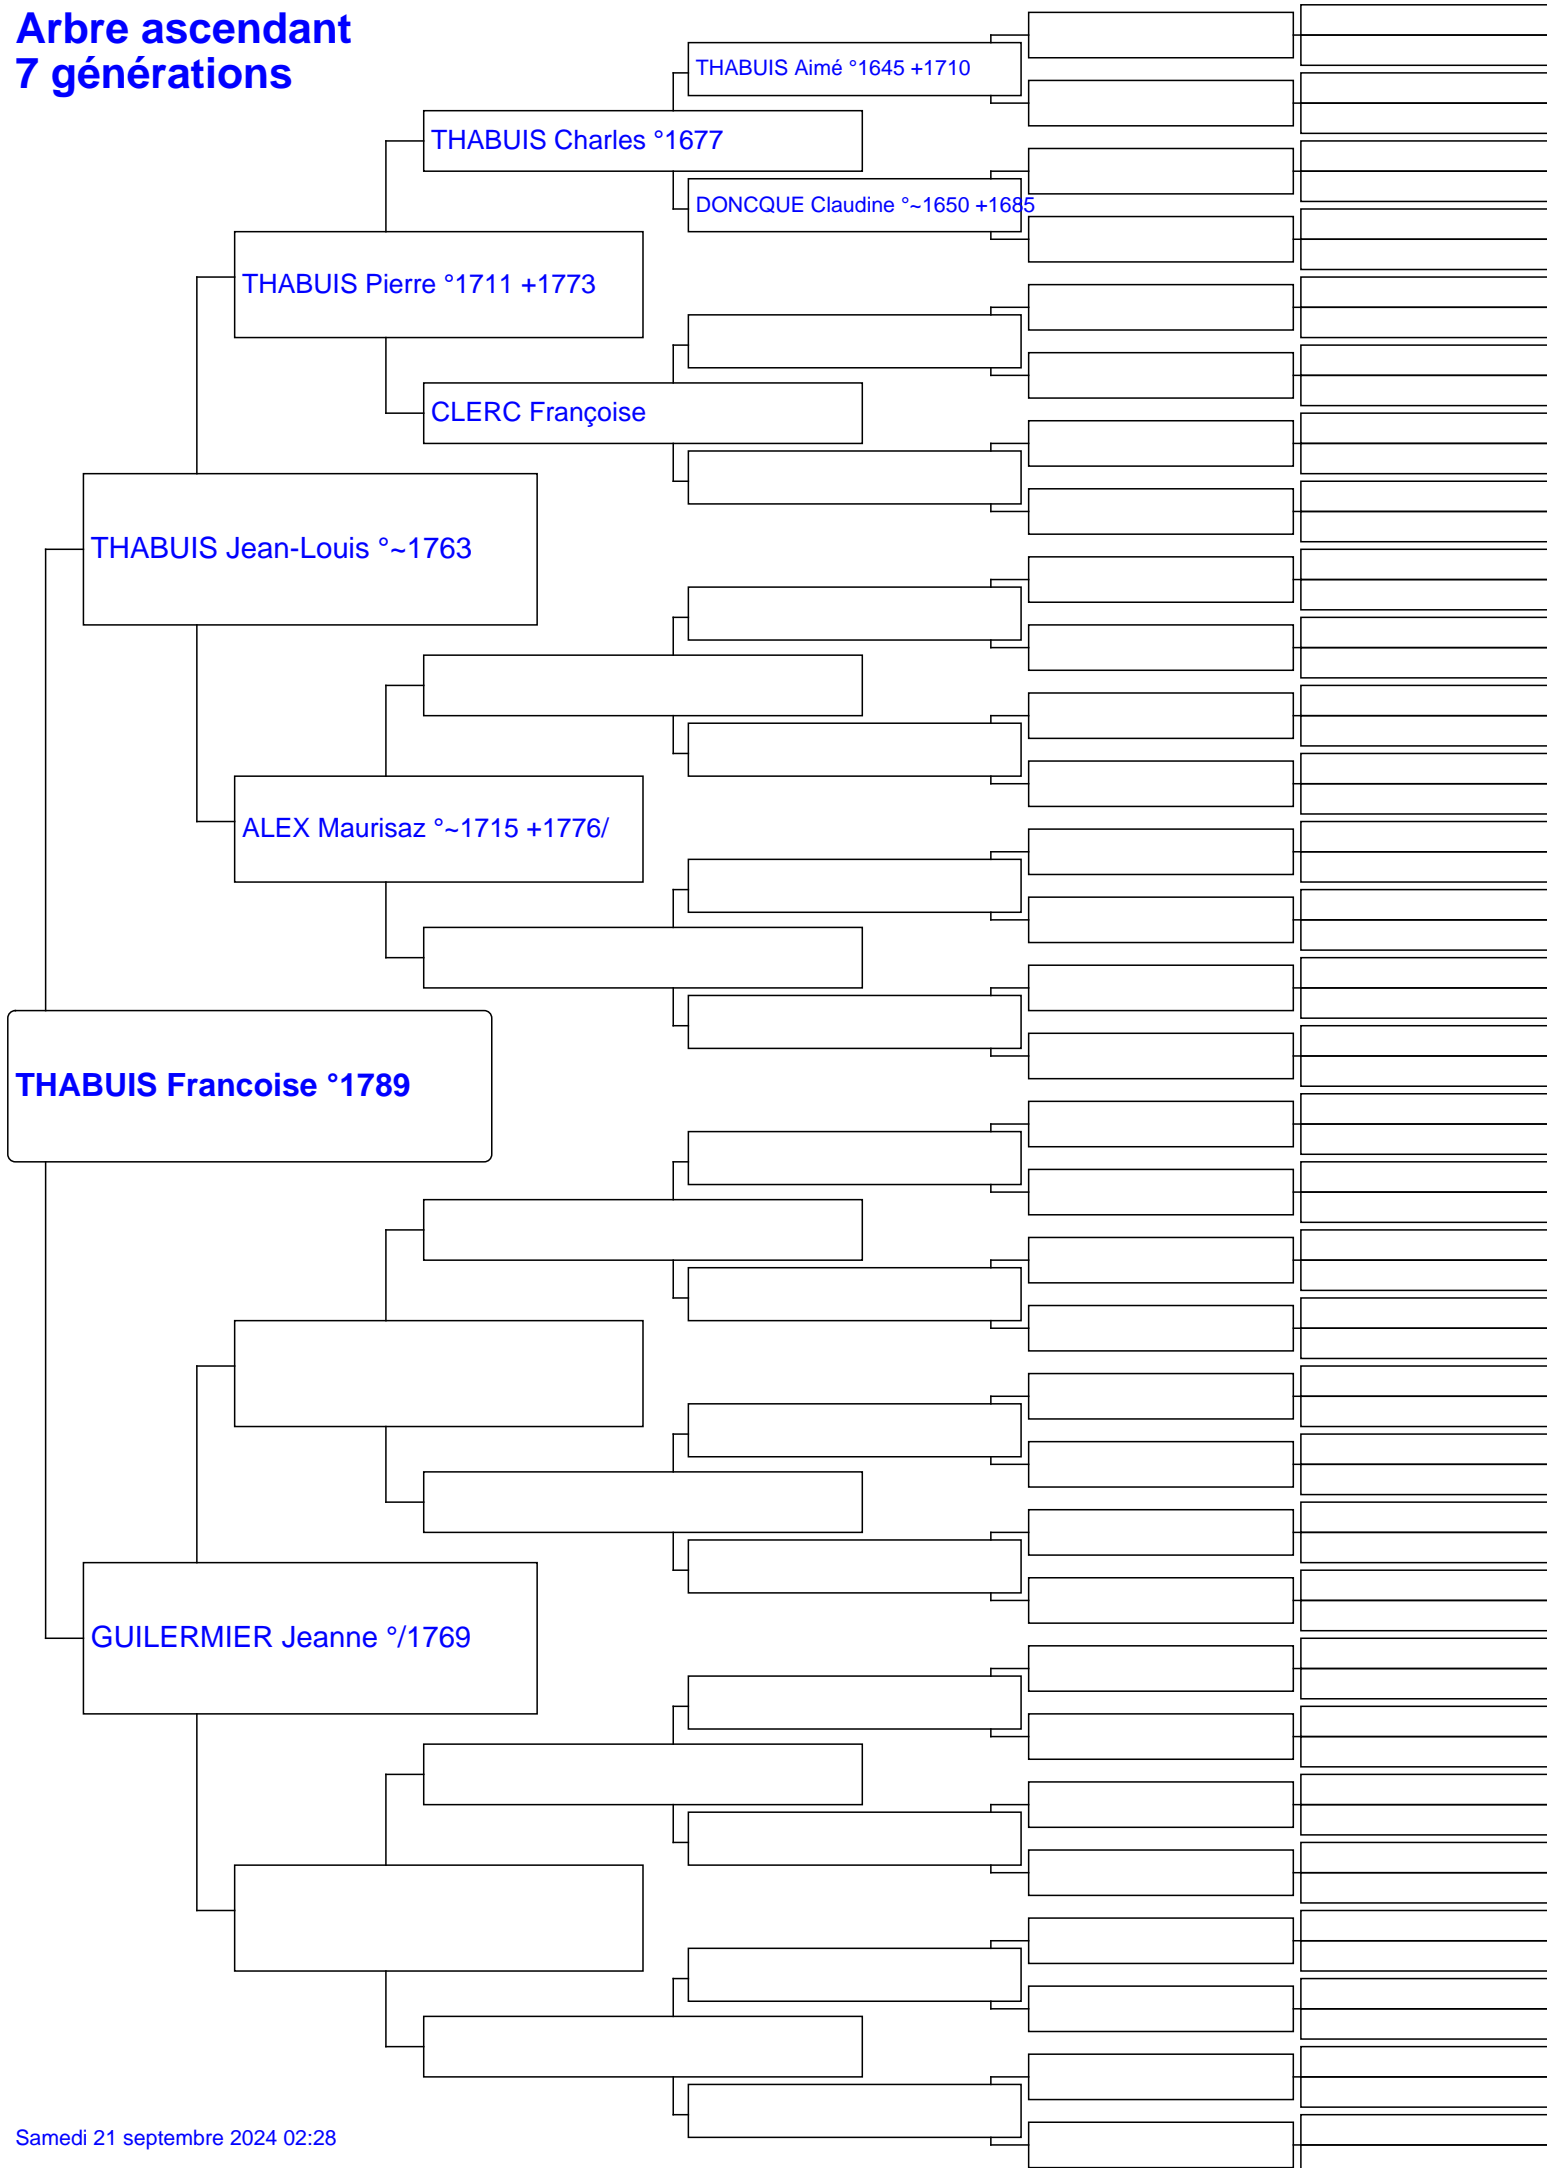 Arbre ascendant
7 générations
THABUIS Aimé °1645 +1710
THABUIS Charles °1677
DONCQUE Claudine °~1650 +1685
THABUIS Pierre °1711 +1773
CLERC Françoise
THABUIS Jean-Louis °~1763
ALEX Maurisaz °~1715 +1776/
THABUIS Francoise °1789
GUILERMIER Jeanne °/1769
Samedi 21 septembre 2024 02:28